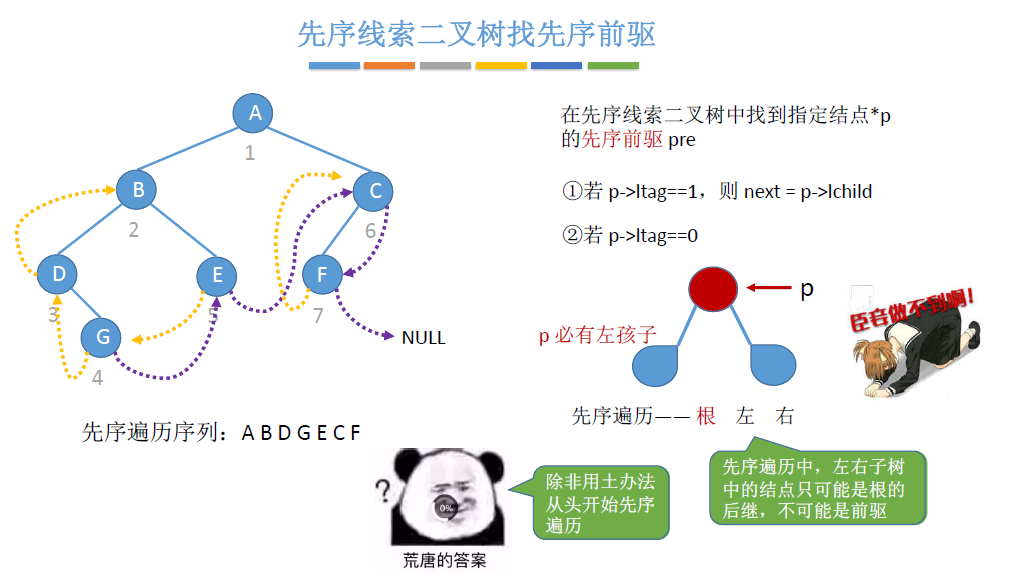 先序线索二叉树找先序前驱
A
1
B
2
C
6
D
3
E
5
F
7
G
4
NULL
先序遍历序列：A B D G E C F
在先序线索二叉树中找到指定结点*p
的先序前驱 pre
①若 p->ltag==1，则 next = p->lchild
②若 p->ltag==0
p
p 必有左孩子
臣妾做不到啊！
先序遍历—— 根 左 右
先序遍历中，左右子树
中的结点只可能是根的
后继，不可能是前驱
除非用土办法
从头开始先序
遍历
?
0%
荒唐的答案